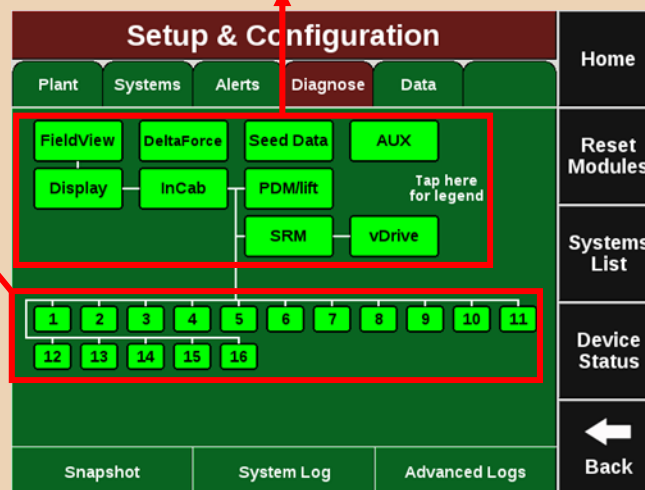 Setup & Configuration
Home
Plant Systems Alerts Diagnose Data
FieldView DeltaForce Seed Data AUX
Reset
Modules
Display InCab PDM/lift
Tap here
for legend
SRM vDrive
Systems
List
1 2 3 4 5 6 7 8 9 10 11
12 13 14 15 16
Device
Status
Back
Snapshot System Log Advanced Logs